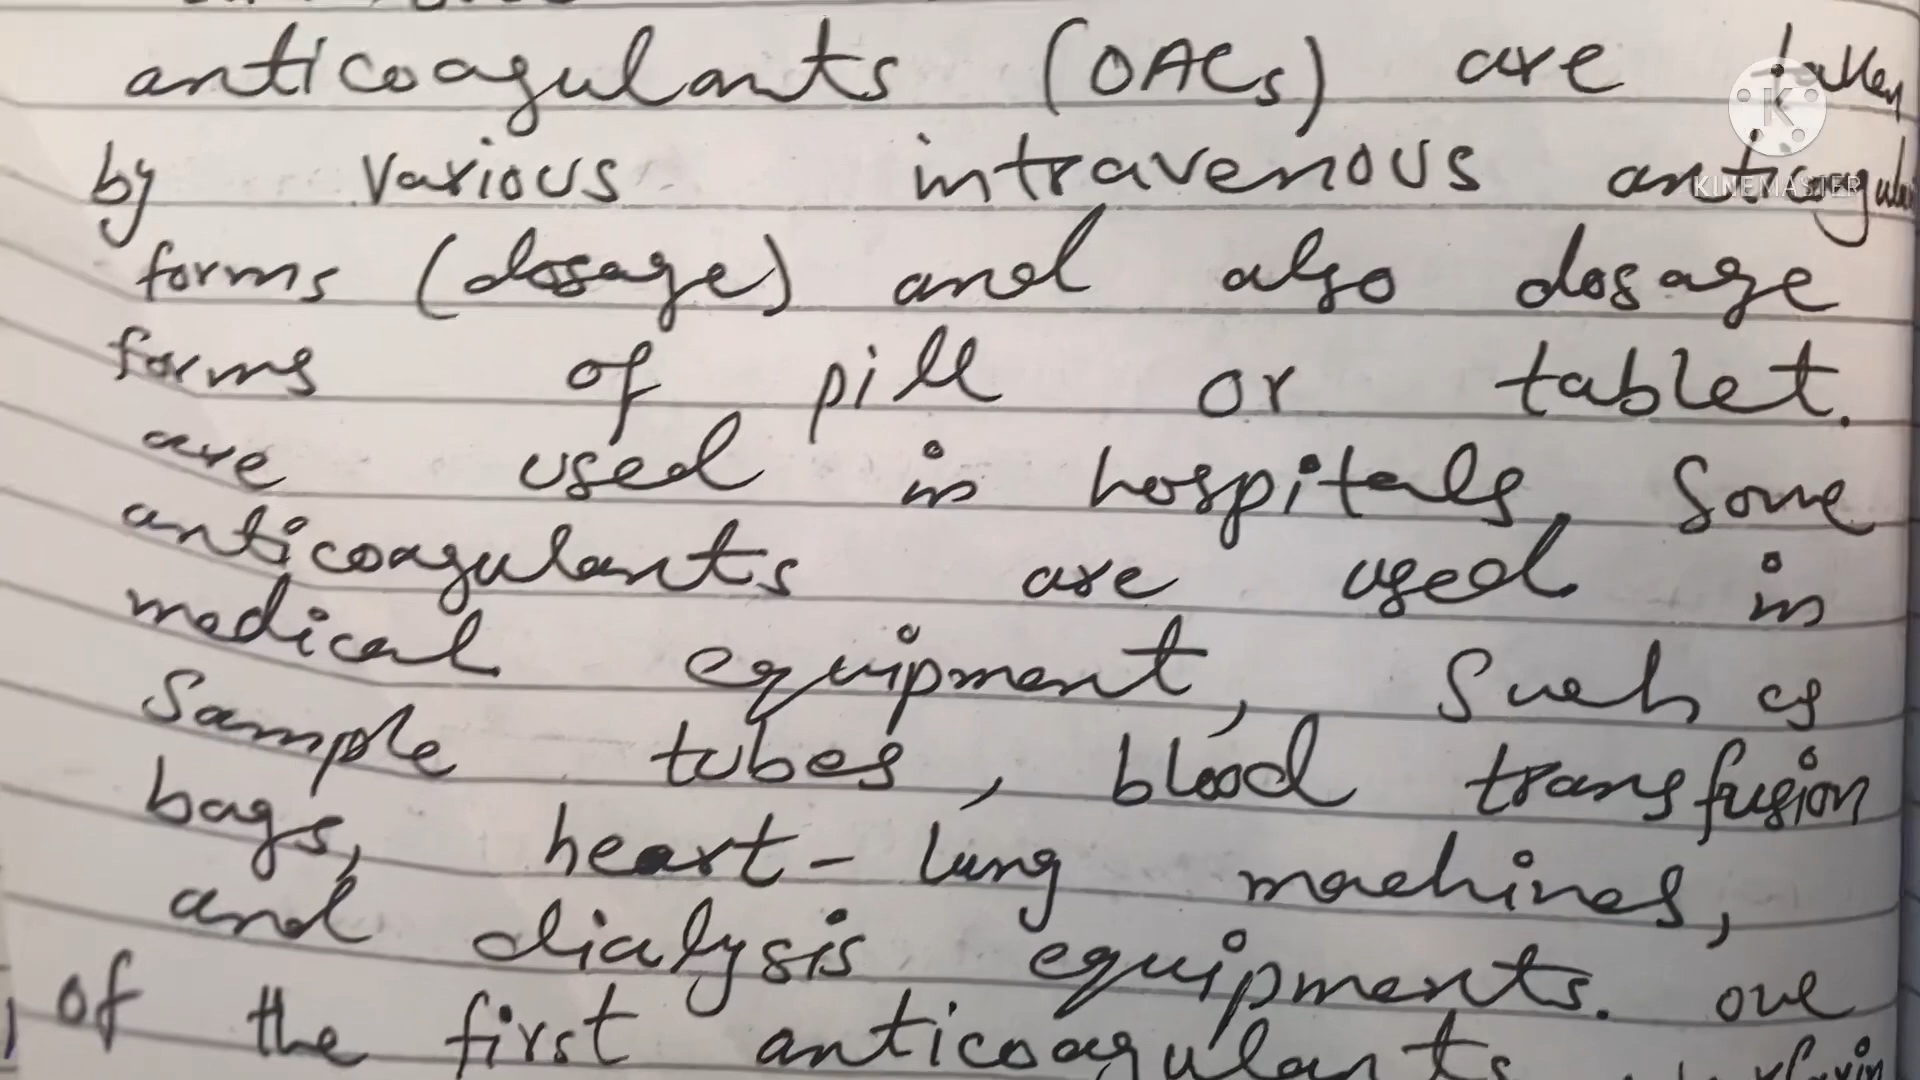 anticoagulants (OACs) are taken
by various intravenous
forms (dosage) and also dosage
forms of pill or tablet.
are used in hospitals. Some
anticoagulants are used in
medical equipment, Such as
Sample tubes, blood transfusion
bags, heart-lung machines,
and dialysis equipments. one
of the first anticoagulants
KINEMASTER